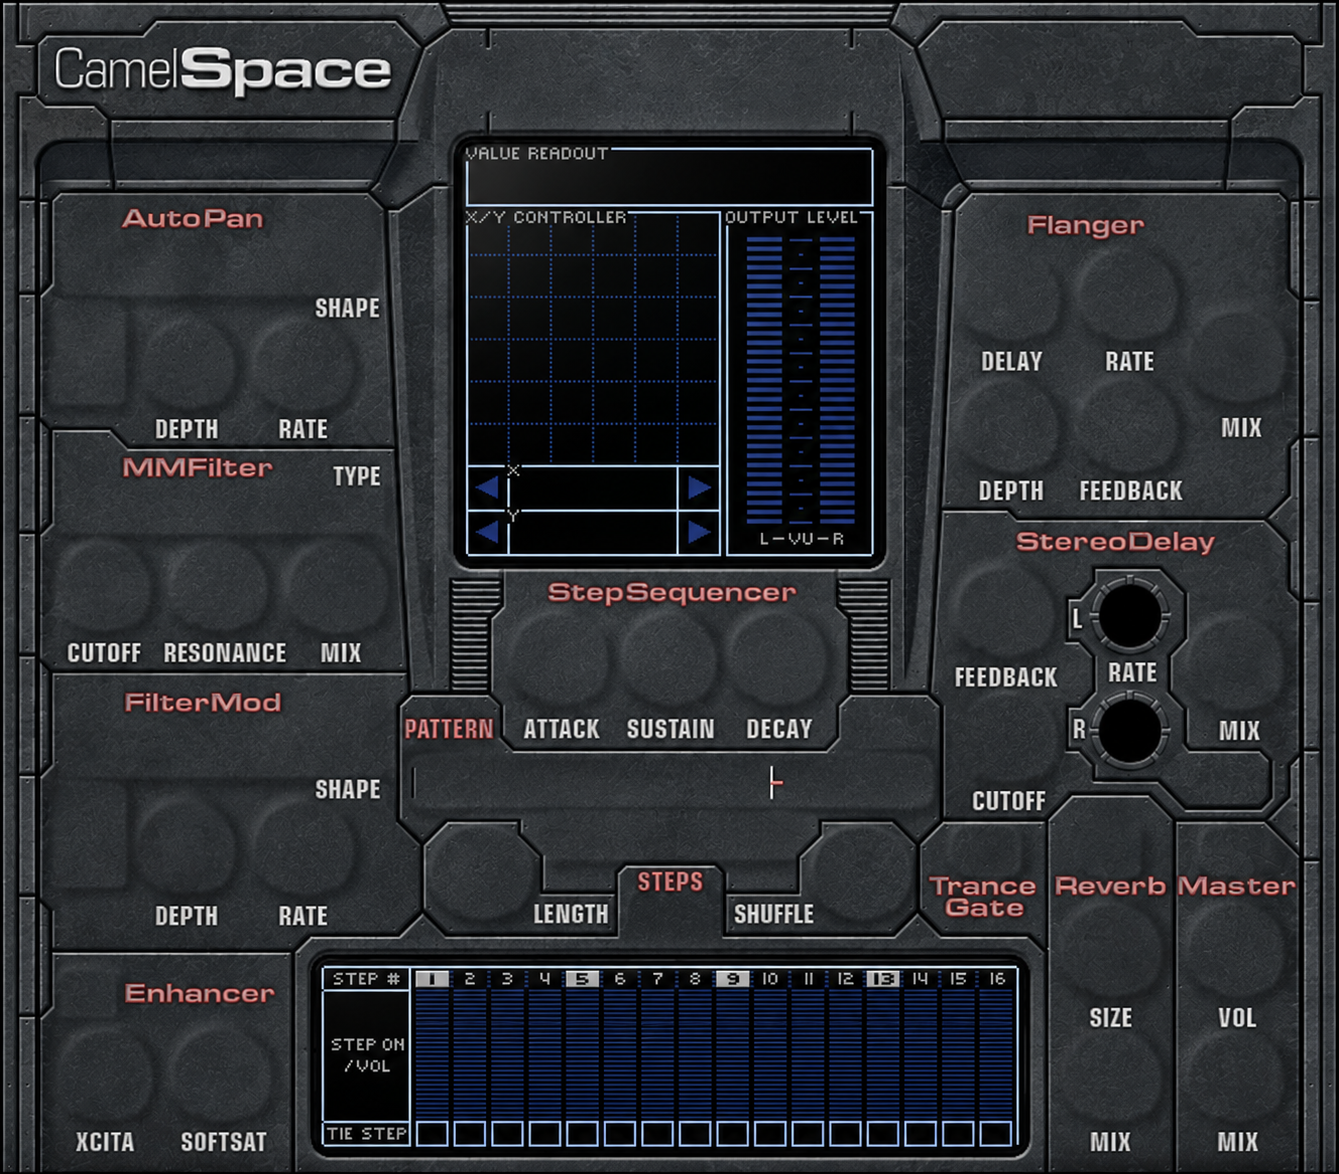 CamelSpace
VALUE READOUT
X/Y CONTROLLER
OUTPUT LEVEL
X
Y
L-VU-R
AutoPan
SHAPE
DEPTH
RATE
MMFilter
TYPE
CUTOFF
RESONANCE
MIX
FilterMod
SHAPE
DEPTH
RATE
Enhancer
XCITA
SOFTSAT
StepSequencer
ATTACK
SUSTAIN
DECAY
PATTERN
LENGTH
STEPS
SHUFFLE
STEP # 1 2 3 4 5 6 7 8 9 10 11 12 13 14 15 16
STEP ON
/VOL
TIE STEP
Flanger
DELAY
RATE
MIX
DEPTH
FEEDBACK
StereoDelay
L
FEEDBACK
RATE
R
MIX
CUTOFF
Trance
Gate
Reverb
SIZE
MIX
Master
VOL
MIX